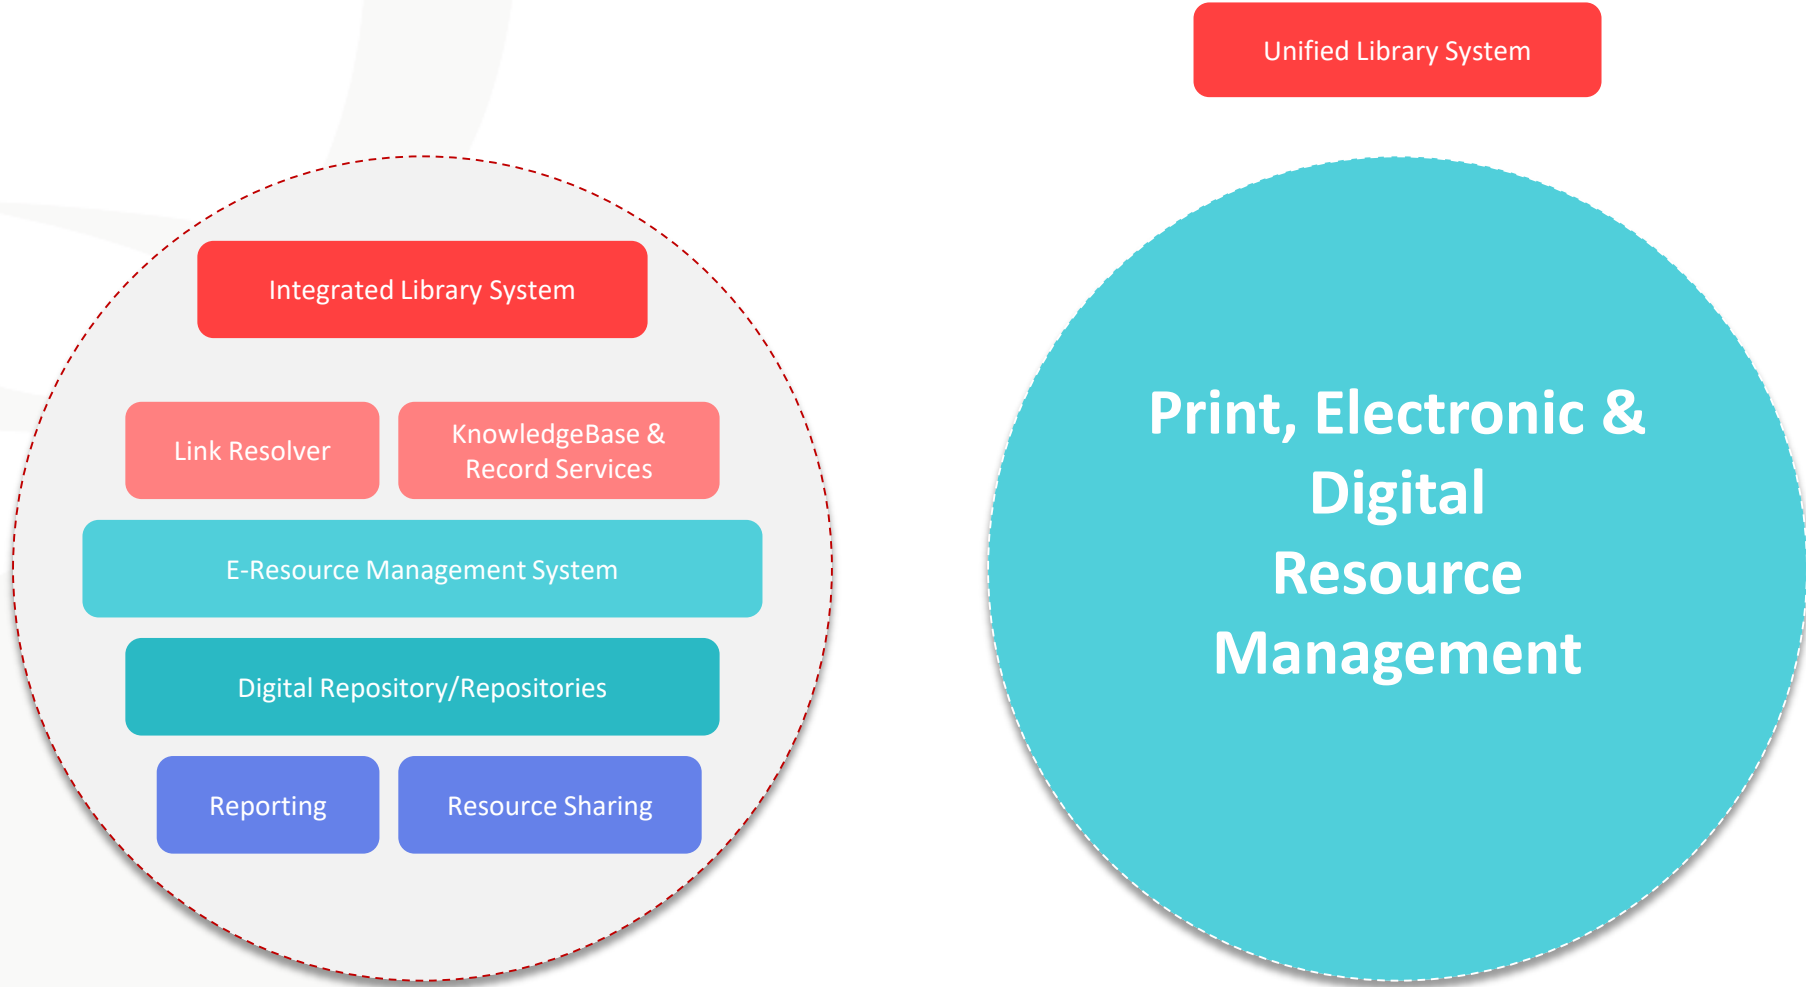 Unified Library System
Integrated Library System
Link Resolver
KnowledgeBase &
Record Services
E-Resource Management System
Digital Repository/Repositories
Reporting
Resource Sharing
Print, Electronic &
Digital
Resource
Management